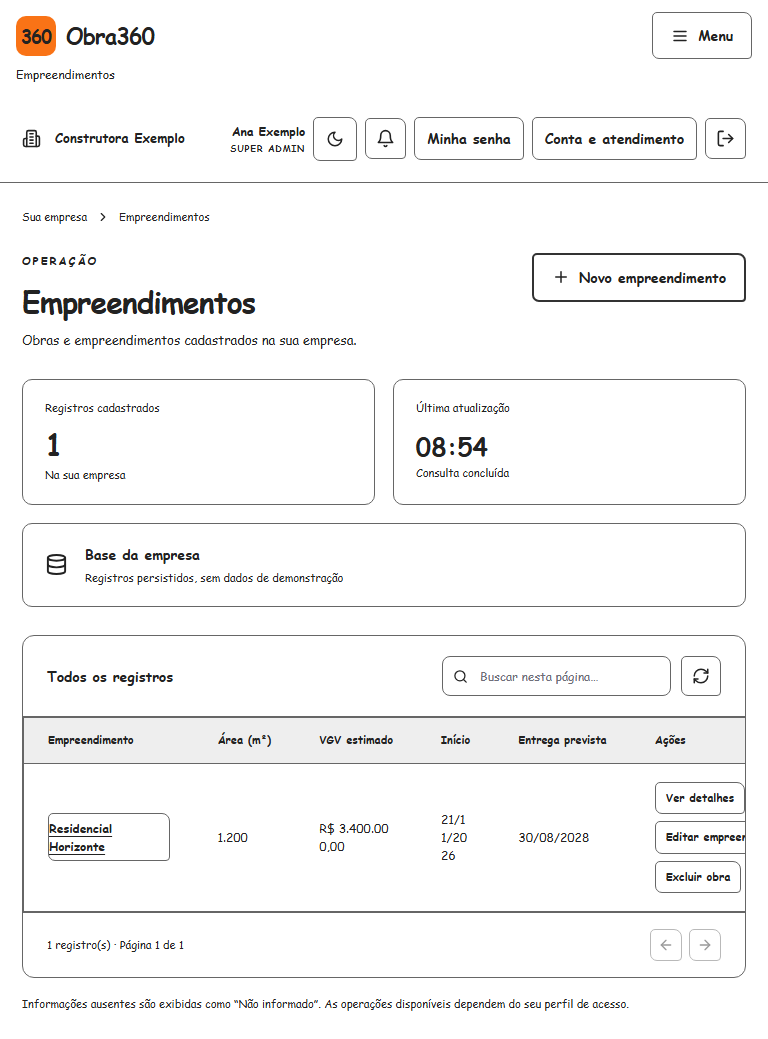 360 Obra360
Menu
Empreendimentos
Construtora Exemplo
Ana Exemplo
SUPER ADMIN
Minha senha
Conta e atendimento
Sua empresa > Empreendimentos
OPERAÇÃO
Novo empreendimento
Empreendimentos
Obras e empreendimentos cadastrados na sua empresa.
Registros cadastrados
1
Na sua empresa
Última atualização
08:54
Consulta concluída
Base da empresa
Registros persistidos, sem dados de demonstração
Todos os registros
Buscar nesta página...
Empreendimento Área (m²) VGV estimado Início Entrega prevista Ações
Residencial
Horizonte
1.200
R$ 3.400.00
0,00
21/1
1/20
26
30/08/2028
Ver detalhes
Editar empreer
Excluir obra
1 registro(s) · Página 1 de 1
Informações ausentes são exibidas como “Não informado”. As operações disponíveis dependem do seu perfil de acesso.